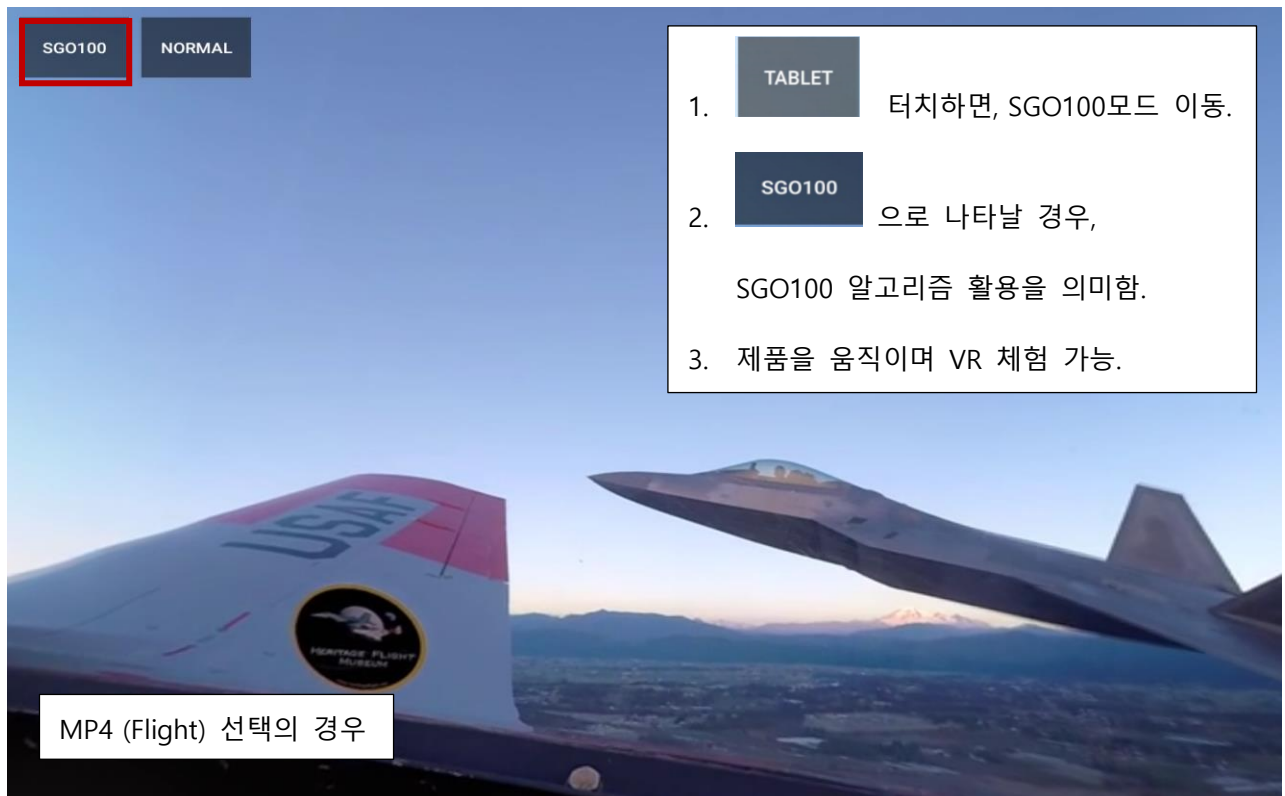 SGO100 NORMAL
TABLET
1. 터치하면, SGO100모드 이동.
SGO100
2. 으로 나타날 경우,
SGO100 알고리즘 활용을 의미함.
3. 제품을 움직이며 VR 체험 가능.
USAF
HERITAGE FLIGHT
MUSEUM
MP4 (Flight) 선택의 경우